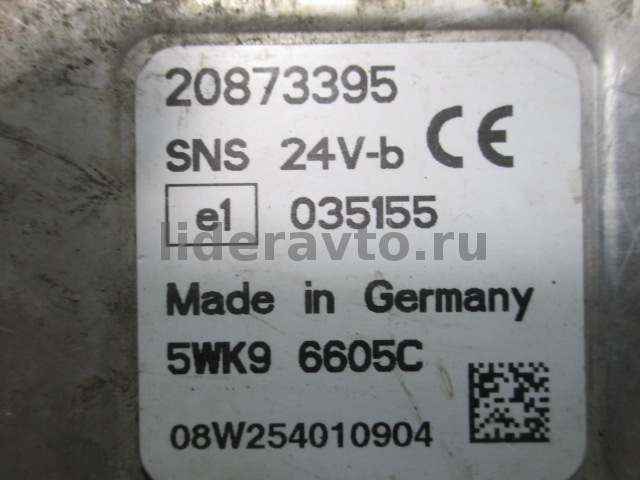 20873395
SNS 24V-b CE
e1 035155
lideravto.ru
Made in Germany
5WK9 6605C
08W254010904